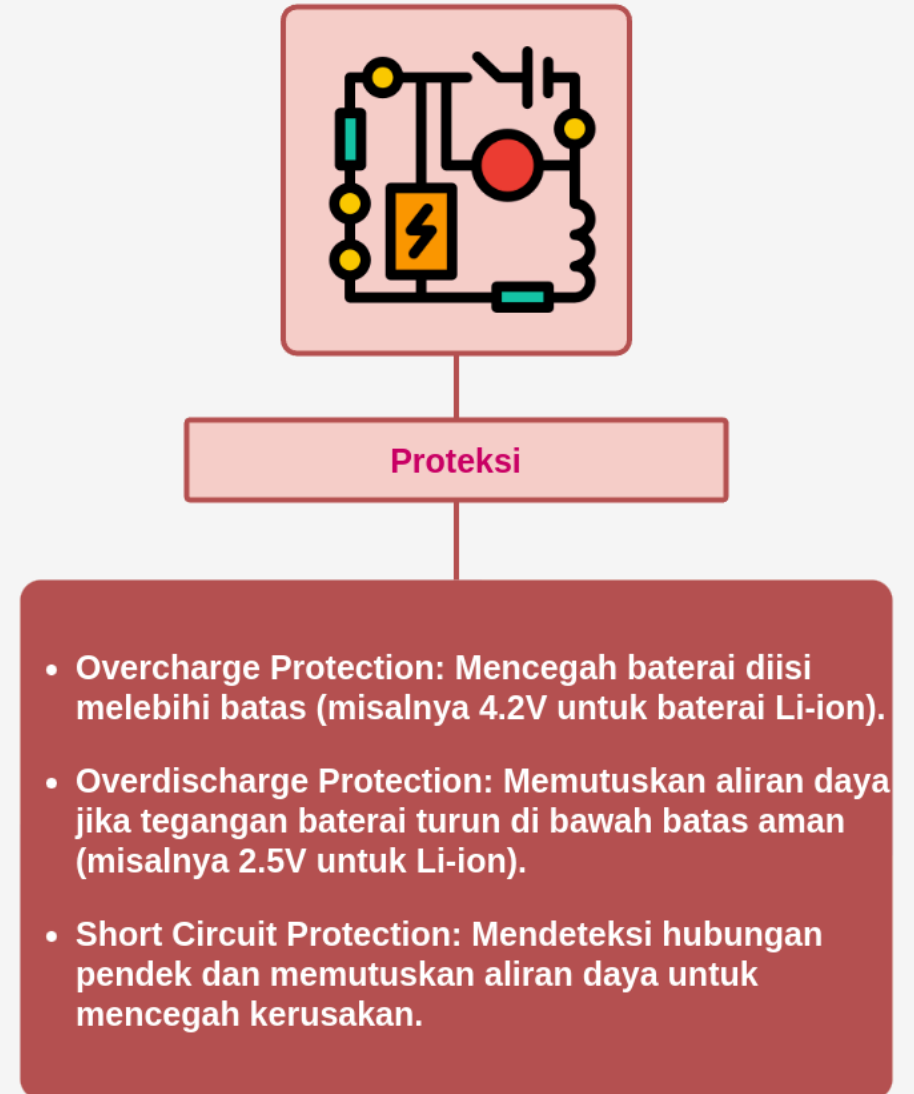 Proteksi
• Overcharge Protection: Mencegah baterai diisi
melebihi batas (misalnya 4.2V untuk baterai Li-ion).
• Overdischarge Protection: Memutuskan aliran daya
jika tegangan baterai turun di bawah batas aman
(misalnya 2.5V untuk Li-ion).
• Short Circuit Protection: Mendeteksi hubungan
pendek dan memutuskan aliran daya untuk
mencegah kerusakan.